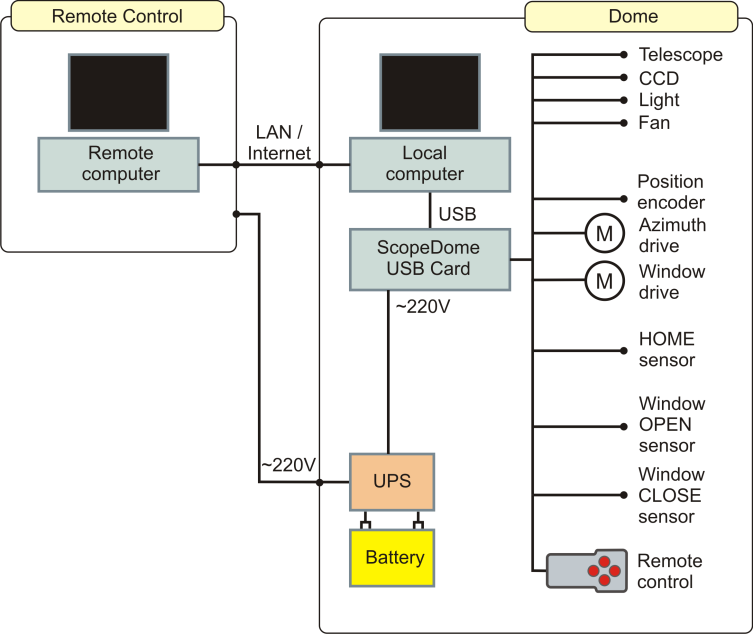 Remote Control
Dome
Remote
computer
LAN /
Internet
Local
computer
USB
ScopeDome
USB Card
~220V
~220V
UPS
Battery
Telescope
CCD
Light
Fan
Position
encoder
M
Azimuth
drive
M
Window
drive
HOME
sensor
Window
OPEN
sensor
Window
CLOSE
sensor
Remote
control